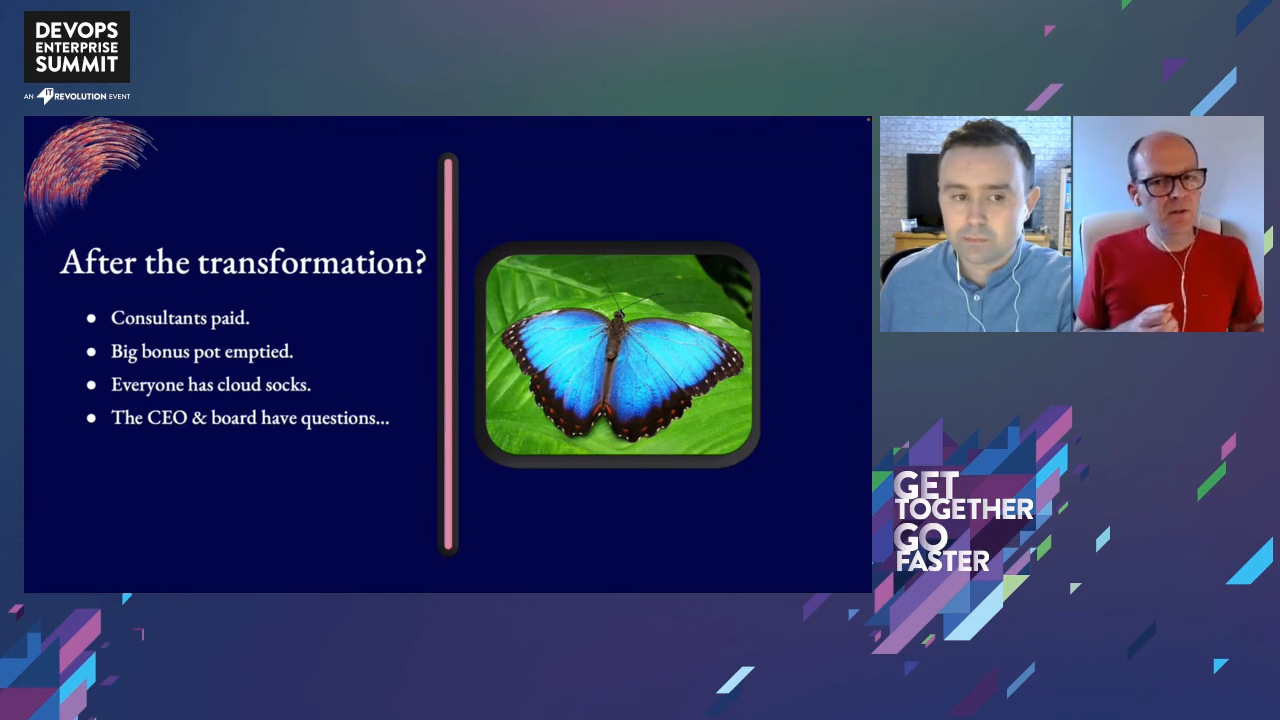 DEVOPS
ENTERPRISE
SUMMIT
AN IT REVOLUTION EVENT
After the transformation?
• Consultants paid.
• Big bonus pot emptied.
• Everyone has cloud socks.
• The CEO & board have questions...
GET
TOGETHER
GO
FASTER